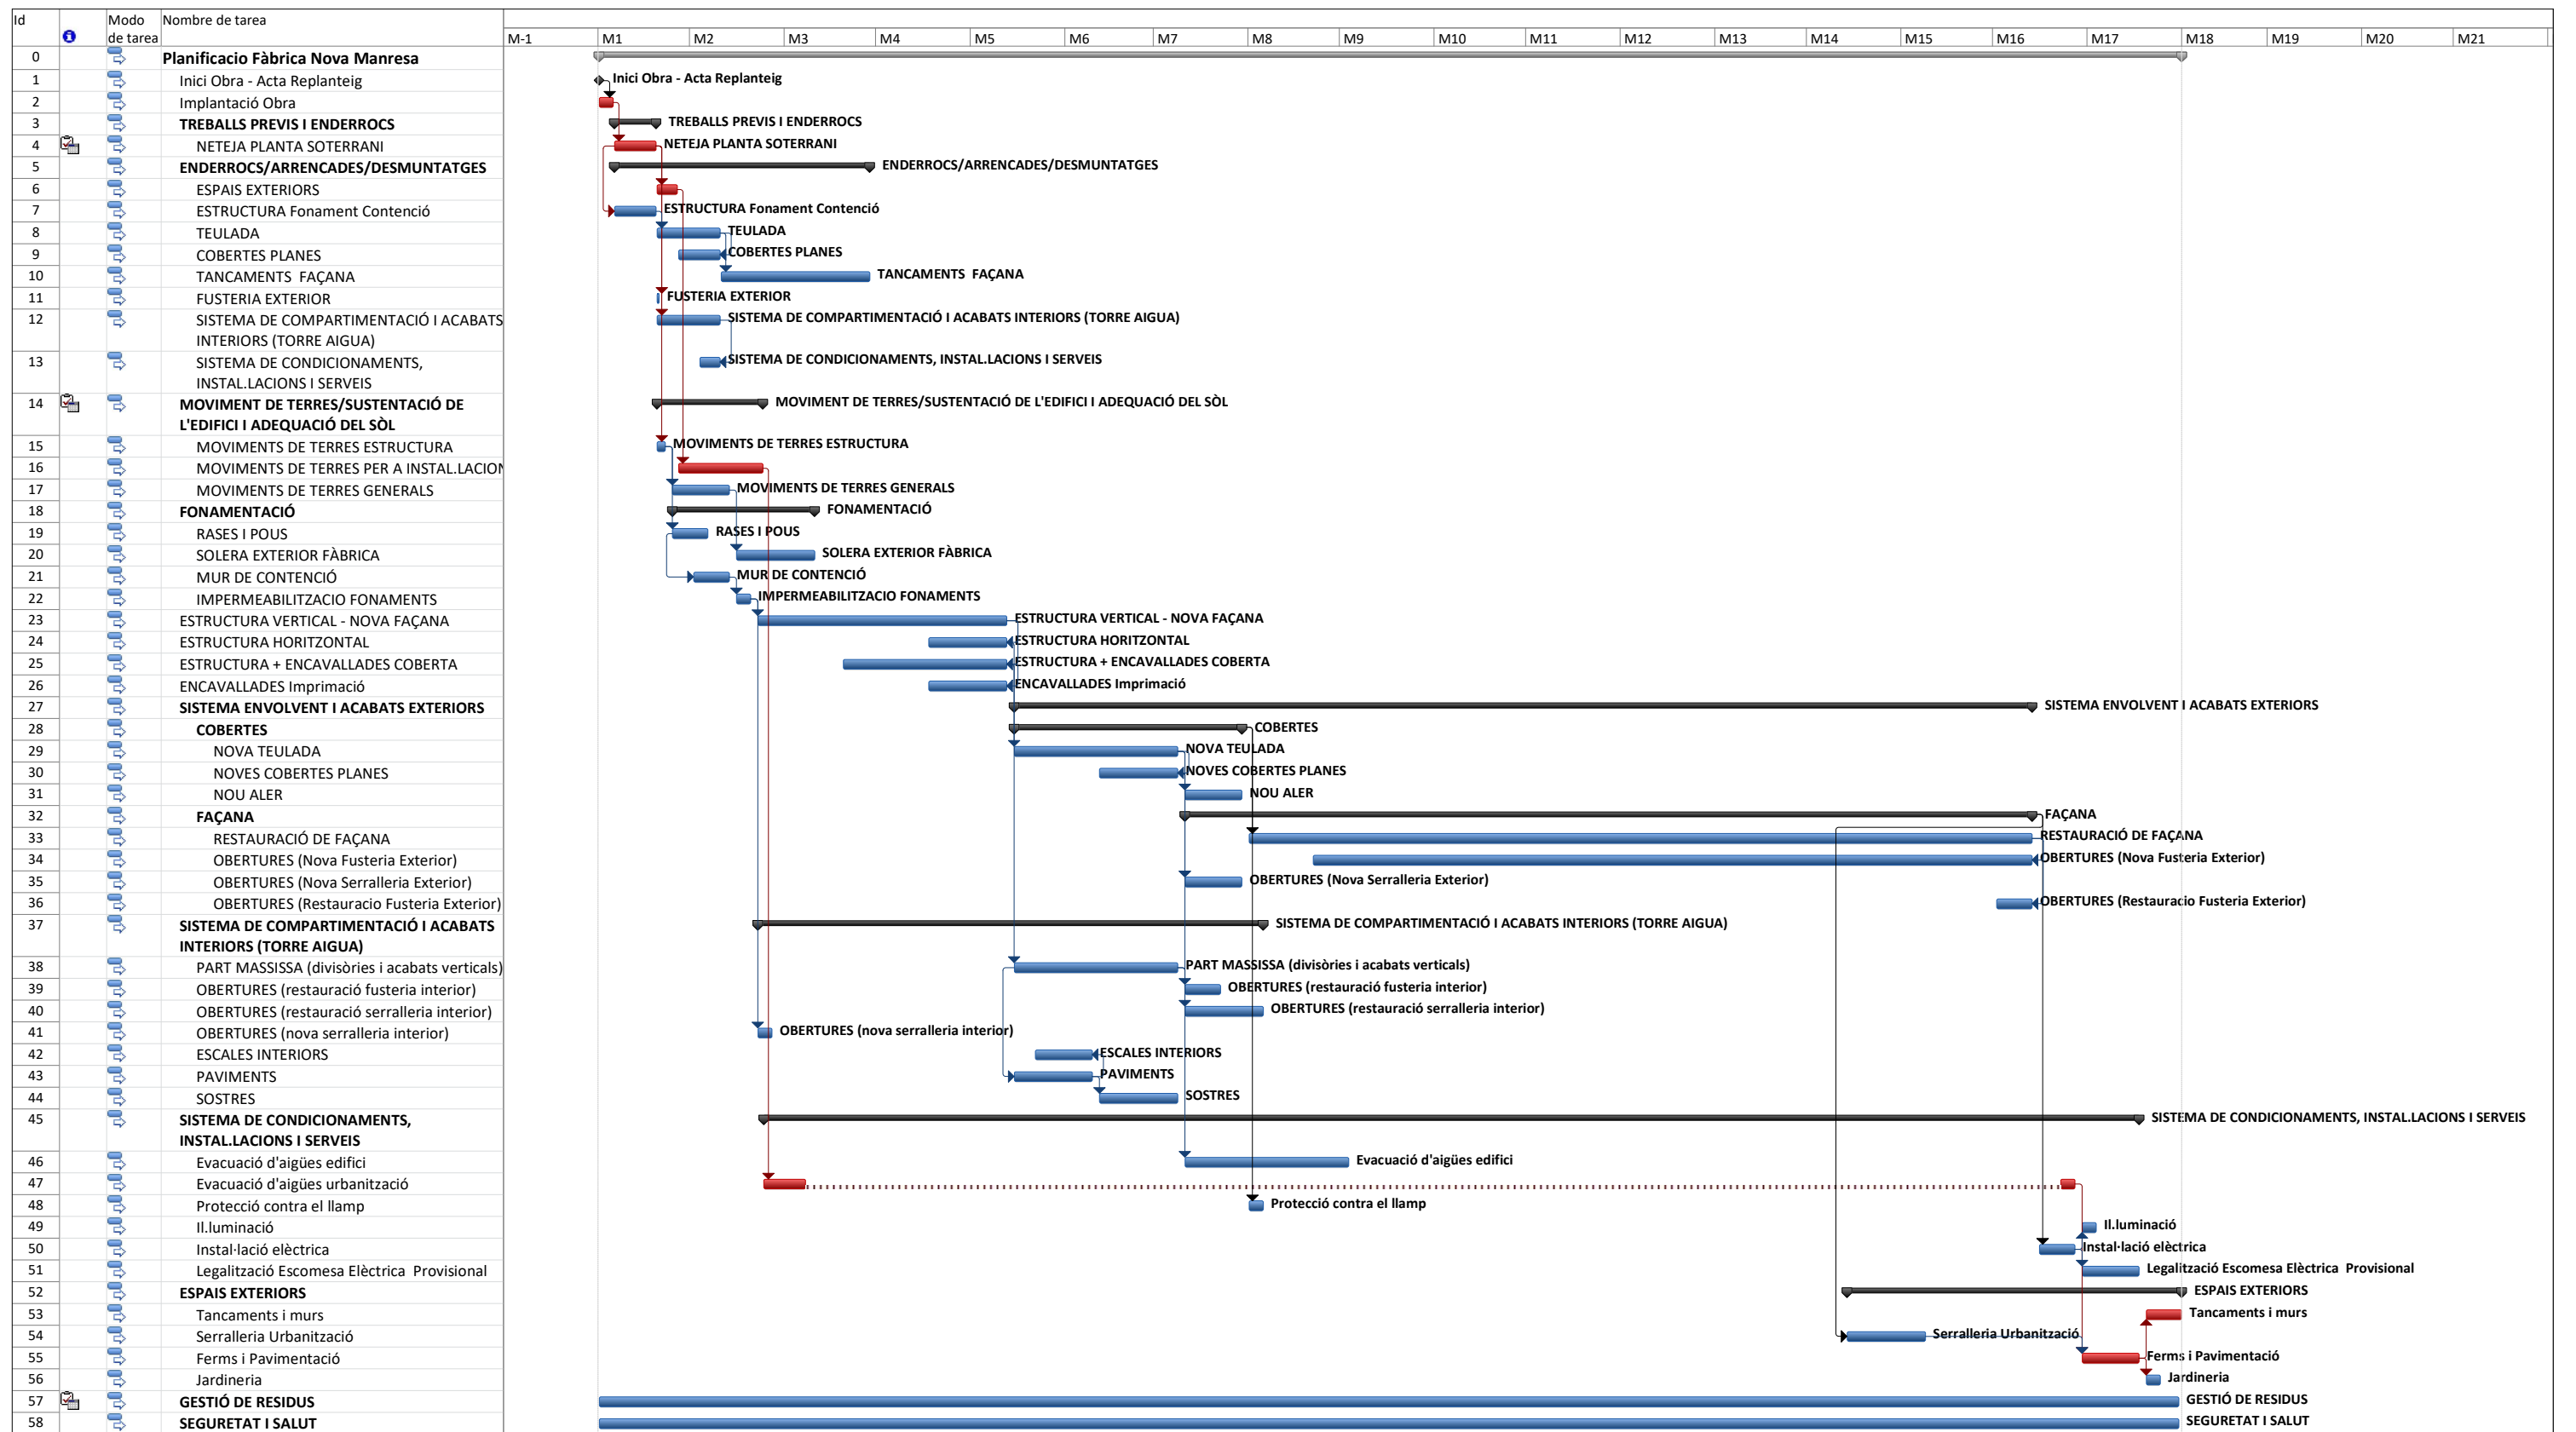 Id Modo de tarea Nombre de tarea M-1 M1 M2 M3 M4 M5 M6 M7 M8 M9 M10 M11 M12 M13 M14 M15 M16 M17 M18 M19 M20 M21
0 Planificacio Fàbrica Nova Manresa
1 Inici Obra - Acta Replanteig Inici Obra - Acta Replanteig
2 Implantació Obra
3 TREBALLS PREVIS I ENDERROCS TREBALLS PREVIS I ENDERROCS
4 NETEJA PLANTA SOTERRANI NETEJA PLANTA SOTERRANI
5 ENDERROCS/ARRENCADES/DESMUNTATGES ENDERROCS/ARRENCADES/DESMUNTATGES
6 ESPAIS EXTERIORS
7 ESTRUCTURA Fonament Contenció ESTRUCTURA Fonament Contenció
8 TEULADA TEULADA
9 COBERTES PLANES COBERTES PLANES
10 TANCAMENTS FAÇANA TANCAMENTS FAÇANA
11 FUSTERIA EXTERIOR FUSTERIA EXTERIOR
12 SISTEMA DE COMPARTIMENTACIÓ I ACABATS SISTEMA DE COMPARTIMENTACIÓ I ACABATS INTERIORS (TORRE AIGUA)
INTERIORS (TORRE AIGUA)
13 SISTEMA DE CONDICIONAMENTS, SISTEMA DE CONDICIONAMENTS, INSTAL.LACIONS I SERVEIS
INSTAL.LACIONS I SERVEIS
14 MOVIMENT DE TERRES/SUSTENTACIÓ DE MOVIMENT DE TERRES/SUSTENTACIÓ DE L'EDIFICI I ADEQUACIÓ DEL SÒL
L'EDIFICI I ADEQUACIÓ DEL SÒL
15 MOVIMENTS DE TERRES ESTRUCTURA MOVIMENTS DE TERRES ESTRUCTURA
16 MOVIMENTS DE TERRES PER A INSTAL.LACION
17 MOVIMENTS DE TERRES GENERALS MOVIMENTS DE TERRES GENERALS
18 FONAMENTACIÓ FONAMENTACIÓ
19 RASES I POUS RASES I POUS
20 SOLERA EXTERIOR FÀBRICA SOLERA EXTERIOR FÀBRICA
21 MUR DE CONTENCIÓ MUR DE CONTENCIÓ
22 IMPERMEABILITZACIO FONAMENTS IMPERMEABILITZACIO FONAMENTS
23 ESTRUCTURA VERTICAL - NOVA FAÇANA ESTRUCTURA VERTICAL - NOVA FAÇANA
24 ESTRUCTURA HORITZONTAL ESTRUCTURA HORITZONTAL
25 ESTRUCTURA + ENCAVALLADES COBERTA ESTRUCTURA + ENCAVALLADES COBERTA
26 ENCAVALLADES Imprimació ENCAVALLADES Imprimació
27 SISTEMA ENVOLVENT I ACABATS EXTERIORS SISTEMA ENVOLVENT I ACABATS EXTERIORS
28 COBERTES COBERTES
29 NOVA TEULADA NOVA TEULADA
30 NOVES COBERTES PLANES NOVES COBERTES PLANES
31 NOU ALER NOU ALER
32 FAÇANA FAÇANA
33 RESTAURACIÓ DE FAÇANA RESTAURACIÓ DE FAÇANA
34 OBERTURES (Nova Fusteria Exterior) OBERTURES (Nova Fusteria Exterior)
35 OBERTURES (Nova Serralleria Exterior) OBERTURES (Nova Serralleria Exterior)
36 OBERTURES (Restauracio Fusteria Exterior) OBERTURES (Restauracio Fusteria Exterior)
37 SISTEMA DE COMPARTIMENTACIÓ I ACABATS SISTEMA DE COMPARTIMENTACIÓ I ACABATS INTERIORS (TORRE AIGUA)
INTERIORS (TORRE AIGUA)
38 PART MASSISSA (divisòries i acabats verticals) PART MASSISSA (divisòries i acabats verticals)
39 OBERTURES (restauració fusteria interior) OBERTURES (restauració fusteria interior)
40 OBERTURES (restauració serralleria interior) OBERTURES (restauració serralleria interior)
41 OBERTURES (nova serralleria interior) OBERTURES (nova serralleria interior)
42 ESCALES INTERIORS ESCALES INTERIORS
43 PAVIMENTS PAVIMENTS
44 SOSTRES SOSTRES
45 SISTEMA DE CONDICIONAMENTS, SISTEMA DE CONDICIONAMENTS, INSTAL.LACIONS I SERVEIS
INSTAL.LACIONS I SERVEIS
46 Evacuació d'aigües edifici Evacuació d'aigües edifici
47 Evacuació d'aigües urbanització
48 Protecció contra el llamp Protecció contra el llamp
49 Il.luminació Il.luminació
50 Instal·lació elèctrica Instal·lació elèctrica
51 Legalització Escomesa Elèctrica Provisional Legalització Escomesa Elèctrica Provisional
52 ESPAIS EXTERIORS ESPAIS EXTERIORS
53 Tancaments i murs Tancaments i murs
54 Serralleria Urbanització Serralleria Urbanització
55 Ferms i Pavimentació Ferms i Pavimentació
56 Jardineria Jardineria
57 GESTIÓ DE RESIDUS GESTIÓ DE RESIDUS
58 SEGURETAT I SALUT SEGURETAT I SALUT